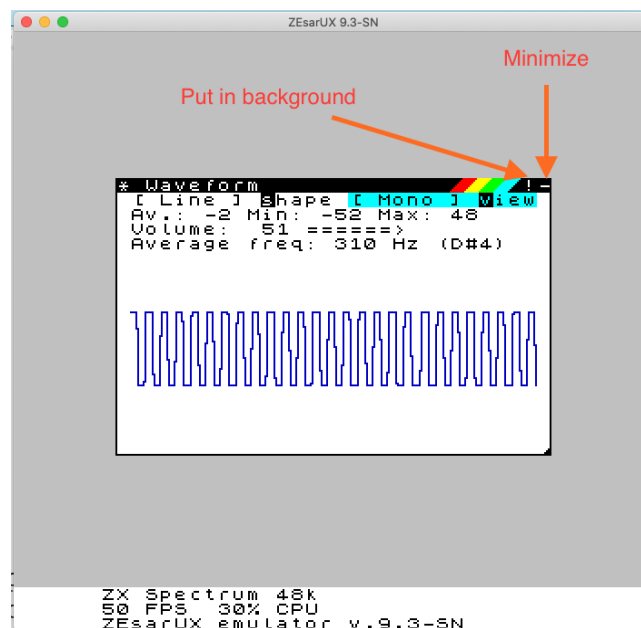 ZEsarUX 9.3-SN
Minimize
Put in background
* Waveform ! -
[ Line ] shape [ Mono ] View
Av.: -2 Min: -52 Max: 48
Volume: 51 ======>
Average freq: 310 Hz (D#4)
ZX Spectrum 48k
50 FPS 30% CPU
ZEsarUX emulator v.9.3-SN